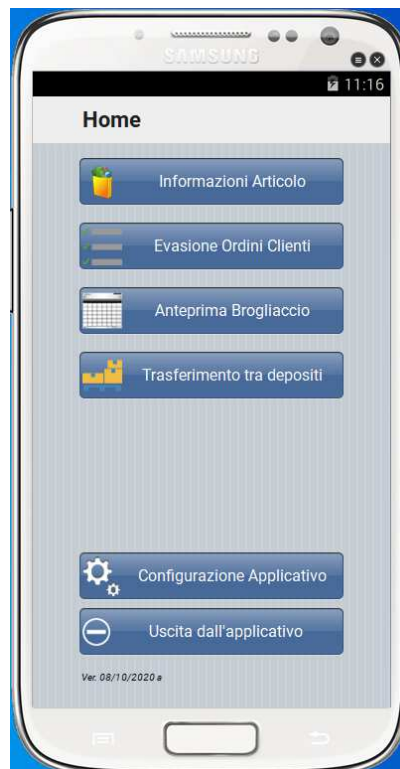 SAMSUNG
11:16
Home
Informazioni Articolo
Evasione Ordini Clienti
Anteprima Brogliaccio
Trasferimento tra depositi
Configurazione Applicativo
Uscita dall'applicativo
Ver. 08/10/2020 a